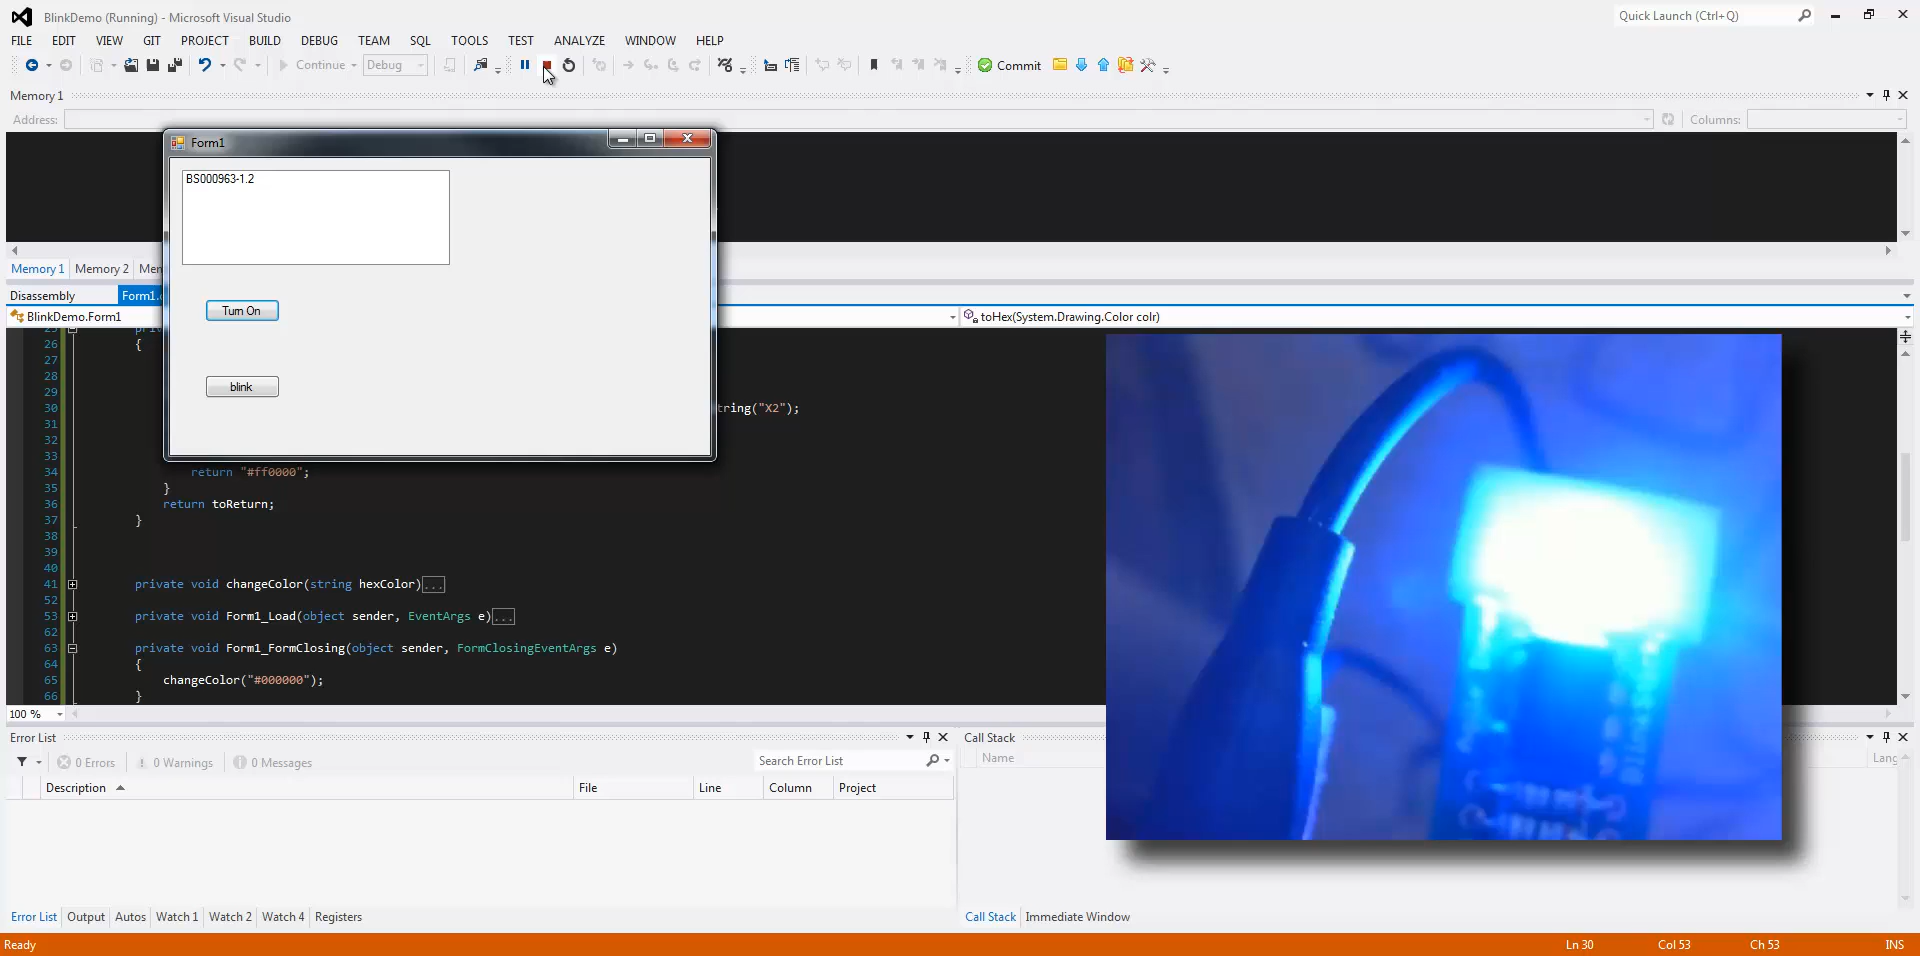 BlinkDemo (Running) - Microsoft Visual Studio
Quick Launch (Ctrl+Q)
FILE EDIT VIEW GIT PROJECT BUILD DEBUG TEAM SQL TOOLS TEST ANALYZE WINDOW HELP
Continue Debug Commit
Memory 1
Address: Columns:
Form1
BS000963-1.2
Turn On
blink
Memory 1 Memory 2
Disassembly Form1.
BlinkDemo.Form1 toHex(System.Drawing.Color colr)
25
26 {
27
28
29
30 tring("X2");
31
32
33
34 return "#ff0000";
35 }
36 return toReturn;
37 }
38
39
40
41 private void changeColor(string hexColor)...
52
53 private void Form1_Load(object sender, EventArgs e)...
62
63 private void Form1_FormClosing(object sender, FormClosingEventArgs e)
64 {
65 changeColor("#000000");
66 }
100 %
Error List
0 Errors 0 Warnings 0 Messages Search Error List
Description File Line Column Project
Error List Output Autos Watch 1 Watch 2 Watch 4 Registers
Call Stack
Name Lang
Call Stack Immediate Window
Ready Ln 30 Col 53 Ch 53 INS